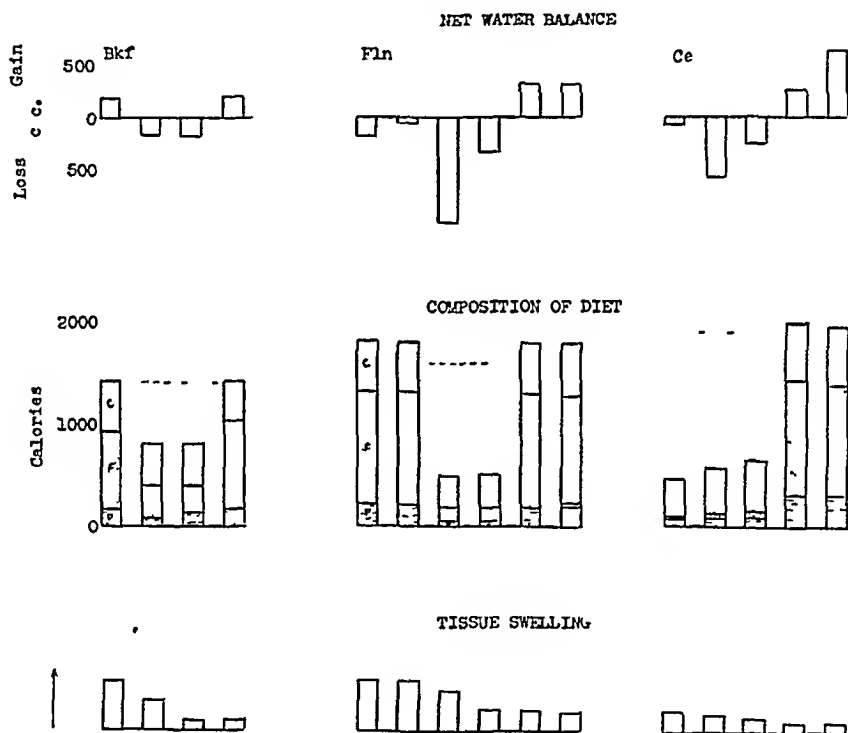 NET WATER BALANCE
Bkf
Fln
Ce
Gain
c c.
Loss
500
0
500
COMPOSITION OF DIET
Calories
2000
1000
0
C
F
P
C
F
P
TISSUE SWELLING